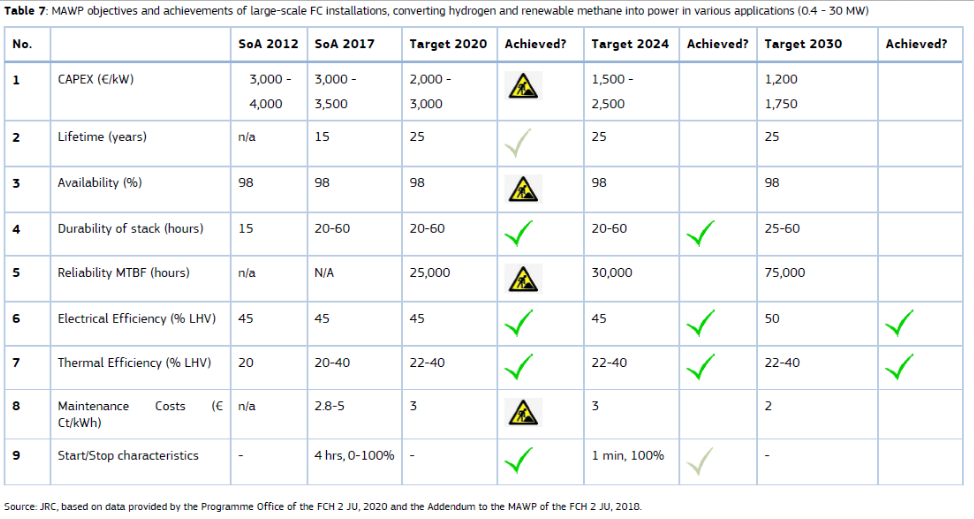 Table 7: MAWP objectives and achievements of large-scale FC installations, converting hydrogen and renewable methane into power in various applications (0.4 - 30 MW)
No. SoA 2012 SoA 2017 Target 2020 Achieved? Target 2024 Achieved? Target 2030 Achieved?
1 CAPEX (€/kW) 3,000 - 3,000 - 2,000 - 1,500 - 1,200
4,000 3,500 3,000 2,500 1,750
2 Lifetime (years) n/a 15 25 25 25
3 Availability (%) 98 98 98 98 98
4 Durability of stack (hours) 15 20-60 20-60 20-60 25-60
5 Reliability MTBF (hours) n/a N/A 25,000 30,000 75,000
6 Electrical Efficiency (% LHV) 45 45 45 45 50
7 Thermal Efficiency (% LHV) 20 20-40 22-40 22-40 22-40
8 Maintenance Costs (€ n/a 2.8-5 3 3 2
Ct/kWh)
9 Start/Stop characteristics - 4 hrs, 0-100% - 1 min, 100% -
Source: JRC, based on data provided by the Programme Office of the FCH 2 JU, 2020 and the Addendum to the MAWP of the FCH 2 JU, 2018.